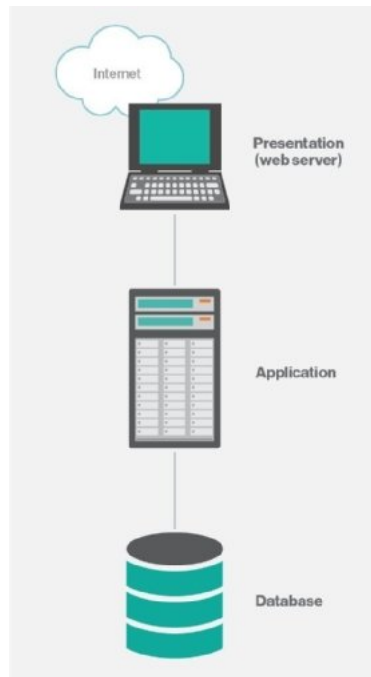 Internet
Presentation
(web server)
Application
Database